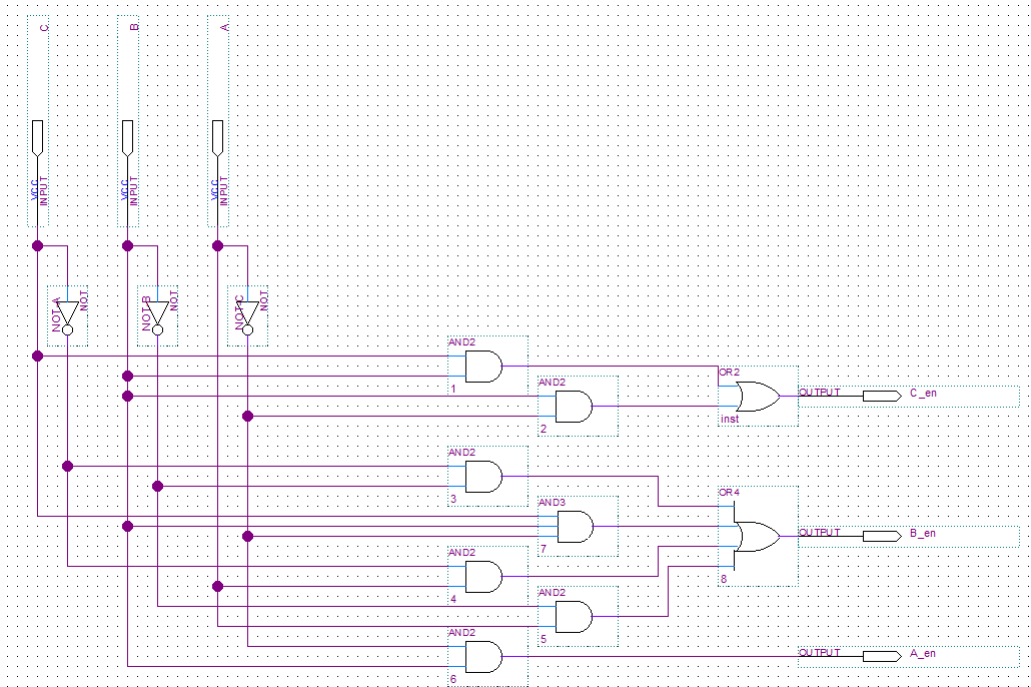 C
B
A
VCC
INPUT
VCC
INPUT
VCC
INPUT
NOT A
NOT
NOT B
NOT
NOT C
NOT
AND2
1
AND2
2
OR2
inst
OUTPUT
C_en
AND2
3
AND3
7
OR4
8
OUTPUT
B_en
AND2
4
AND2
5
AND2
6
OUTPUT
A_en